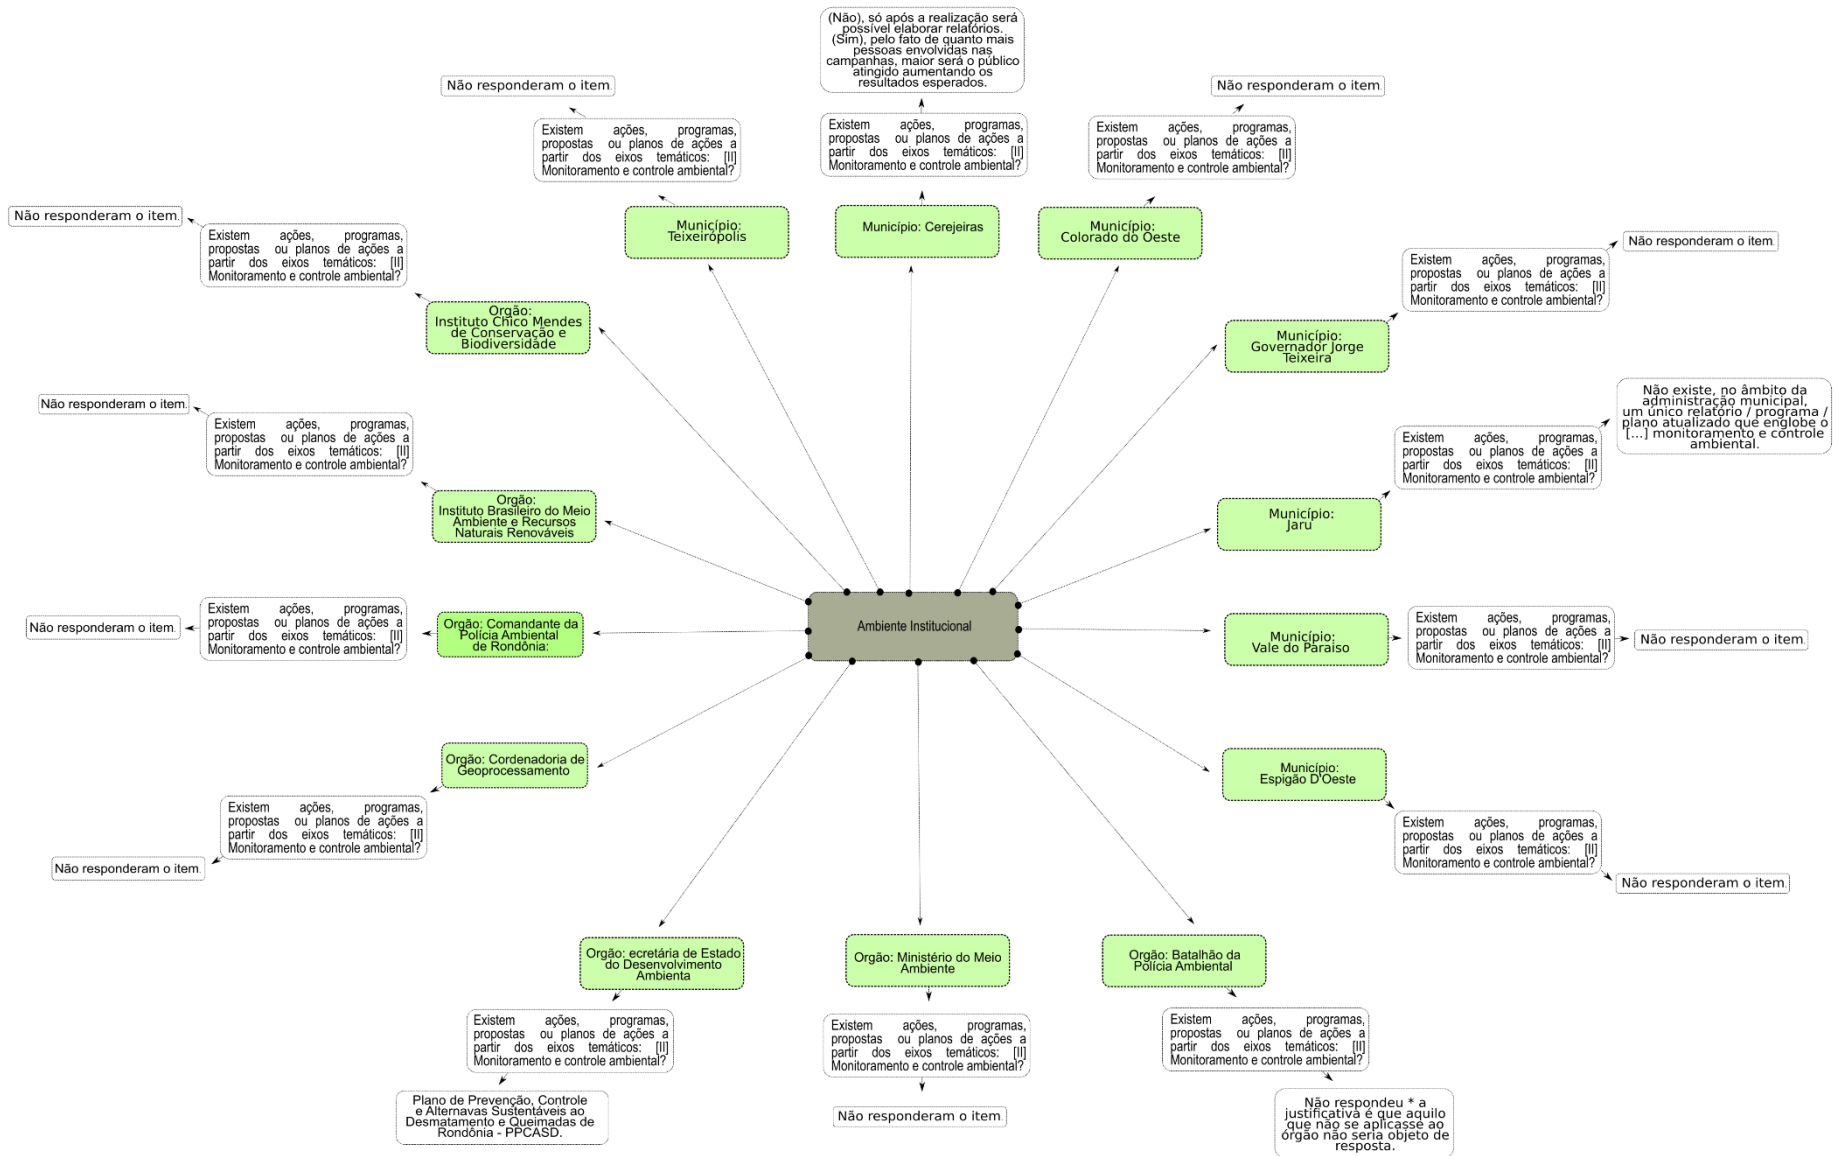 (Não), só após a realização será
possível elaborar relatórios.
(Sim), pelo fato de quanto mais
pessoas envolvidas nas
campanhas, maior será o público
atingido aumentando os
resultados esperados.
Existem ações, programas,
propostas ou planos de ações a
partir dos eixos temáticos: [II]
Monitoramento e controle ambiental?
Município: Cerejeiras
Não responderam o item.
Existem ações, programas,
propostas ou planos de ações a
partir dos eixos temáticos: [II]
Monitoramento e controle ambiental?
Município:
Colorado do Oeste
Não responderam o item.
Existem ações, programas,
propostas ou planos de ações a
partir dos eixos temáticos: [II]
Monitoramento e controle ambiental?
Município:
Governador Jorge
Teixeira
Não existe, no âmbito da
administração municipal,
um único relatório / programa /
plano atualizado que englobe o
[...] monitoramento e controle
ambiental.
Existem ações, programas,
propostas ou planos de ações a
partir dos eixos temáticos: [II]
Monitoramento e controle ambiental?
Município:
Jaru
Município:
Vale do Paraiso
Existem ações, programas,
propostas ou planos de ações a
partir dos eixos temáticos: [II]
Monitoramento e controle ambiental?
Não responderam o item.
Município:
Espigão D'Oeste
Existem ações, programas,
propostas ou planos de ações a
partir dos eixos temáticos: [II]
Monitoramento e controle ambiental?
Não responderam o item.
Orgão: Batalhão da
Polícia Ambiental
Existem ações, programas,
propostas ou planos de ações a
partir dos eixos temáticos: [II]
Monitoramento e controle ambiental?
Não respondeu * a
justificativa é que aquilo
que não se aplicasse ao
órgão não seria objeto de
resposta.
Orgão: Ministério do Meio
Ambiente
Existem ações, programas,
propostas ou planos de ações a
partir dos eixos temáticos: [II]
Monitoramento e controle ambiental?
Não responderam o item.
Orgão: ecretária de Estado
do Desenvolvimento
Ambienta
Existem ações, programas,
propostas ou planos de ações a
partir dos eixos temáticos: [II]
Monitoramento e controle ambiental?
Plano de Prevenção, Controle
e Alternavas Sustentáveis ao
Desmatamento e Queimadas de
Rondônia - PPCASD.
Orgão: Cordenadoria de
Geoprocessamento
Existem ações, programas,
propostas ou planos de ações a
partir dos eixos temáticos: [II]
Monitoramento e controle ambiental?
Não responderam o item.
Orgão: Comandante da
Polícia Ambiental
de Rondônia:
Existem ações, programas,
propostas ou planos de ações a
partir dos eixos temáticos: [II]
Monitoramento e controle ambiental?
Não responderam o item.
Orgão:
Instituto Brasileiro do Meio
Ambiente e Recursos
Naturais Renováveis
Existem ações, programas,
propostas ou planos de ações a
partir dos eixos temáticos: [II]
Monitoramento e controle ambiental?
Não responderam o item.
Orgão:
Instituto Chico Mendes
de Conservação e
Biodiversidade
Existem ações, programas,
propostas ou planos de ações a
partir dos eixos temáticos: [II]
Monitoramento e controle ambiental?
Não responderam o item.
Município:
Teixeirópolis
Existem ações, programas,
propostas ou planos de ações a
partir dos eixos temáticos: [II]
Monitoramento e controle ambiental?
Não responderam o item.
Ambiente Institucional